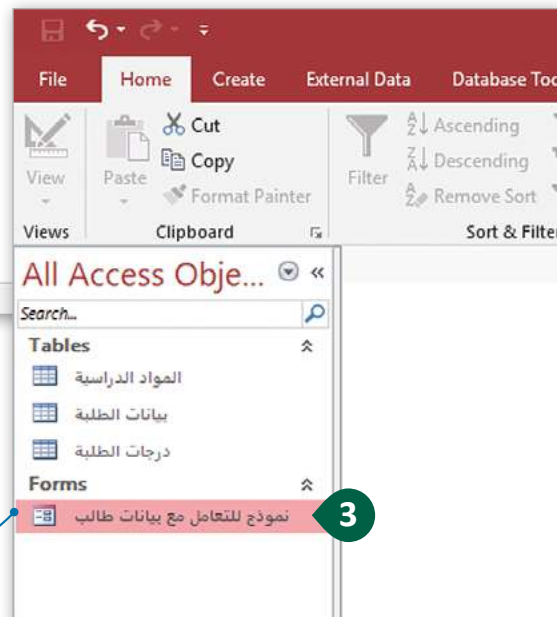 File Home Create External Data Database Too
Cut
Copy
Format Painter
View
Paste
Filter
Ascending
Descending
Remove Sort
Views Clipboard Sort & Filte
All Access Obje...
Search...
Tables
المواد الدراسية
بيانات الطلبة
درجات الطلبة
Forms
نموذج للتعامل مع بيانات طالب
3